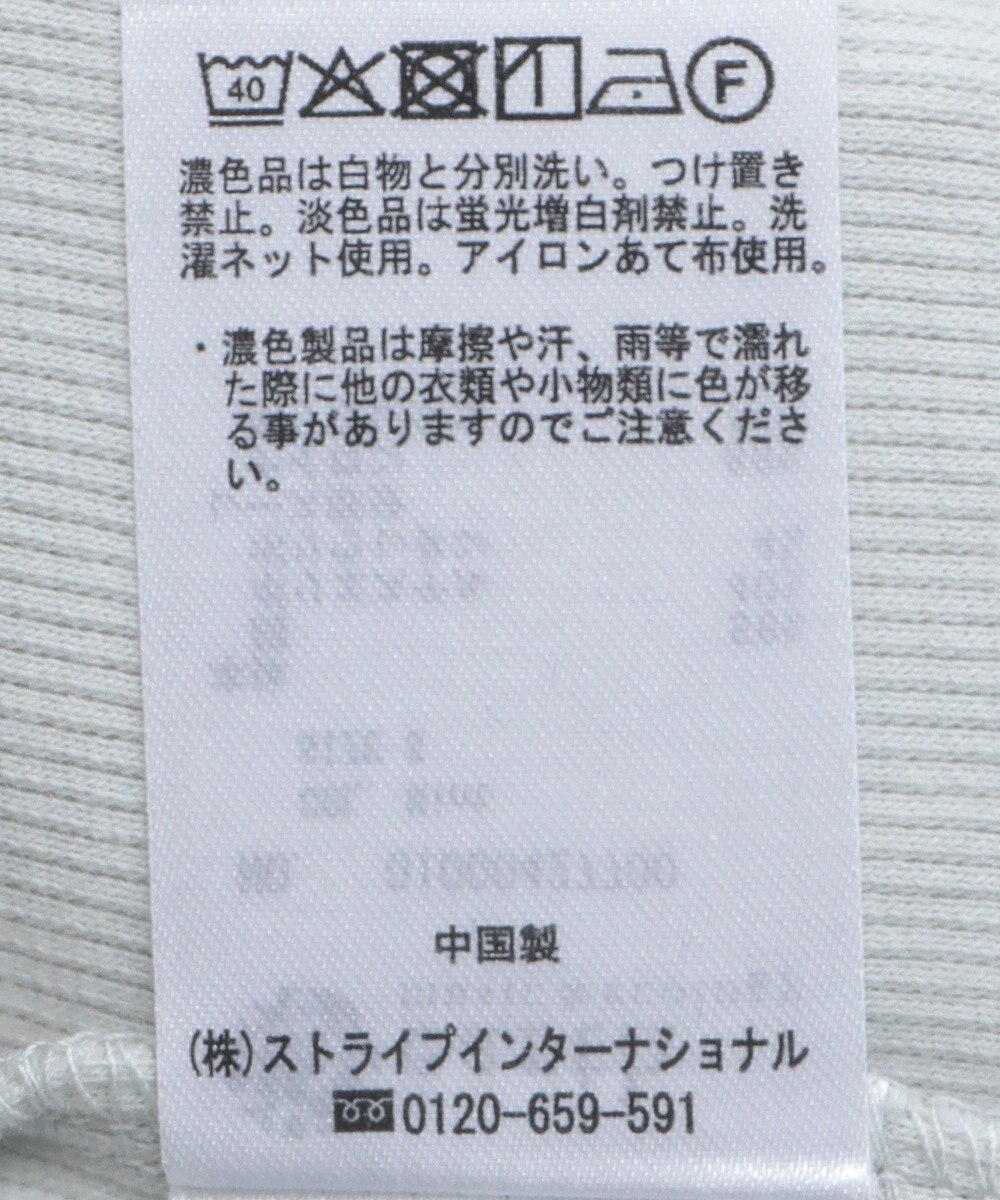 40 F
濃色品は白物と分別洗い。つけ置き
禁止。淡色品は蛍光増白剤禁止。洗
濯ネット使用。アイロンあて布使用。
・濃色製品は摩擦や汗、雨等で濡れ
た際に他の衣類や小物類に色が移
る事がありますのでご注意くださ
い。
中国製
(株)ストライプインターナショナル
0120-659-591